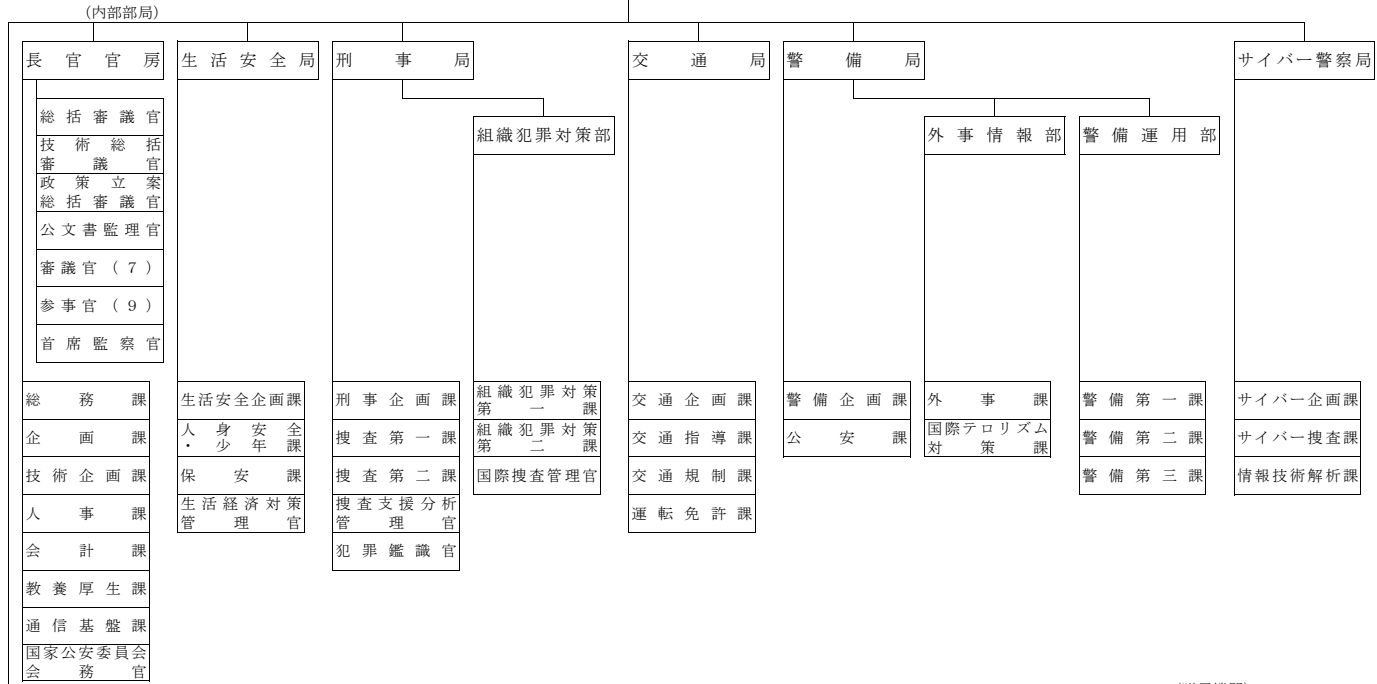 (内部部局)
長官官房
生活安全局
刑事局
交通局
警備局
サイバー警察局
総括審議官
技術総括
審議官
政策立案
総括審議官
公文書監理官
審議官(7)
参事官(9)
首席監察官
組織犯罪対策部
外事情報部
警備運用部
総務課
企画課
技術企画課
人事課
会計課
教養厚生課
通信基盤課
国家公安委員会
会務官
生活安全企画課
人身安全
・少年課
保安課
生活経済対策
管理官
刑事企画課
捜査第一課
捜査第二課
捜査支援分析
管理官
犯罪鑑識官
組織犯罪対策
第一課
組織犯罪対策
第二課
国際捜査管理官
交通企画課
交通指導課
交通規制課
運転免許課
警備企画課
公安課
外事課
国際テロリズム
対策課
警備第一課
警備第二課
警備第三課
サイバー企画課
サイバー捜査課
情報技術解析課